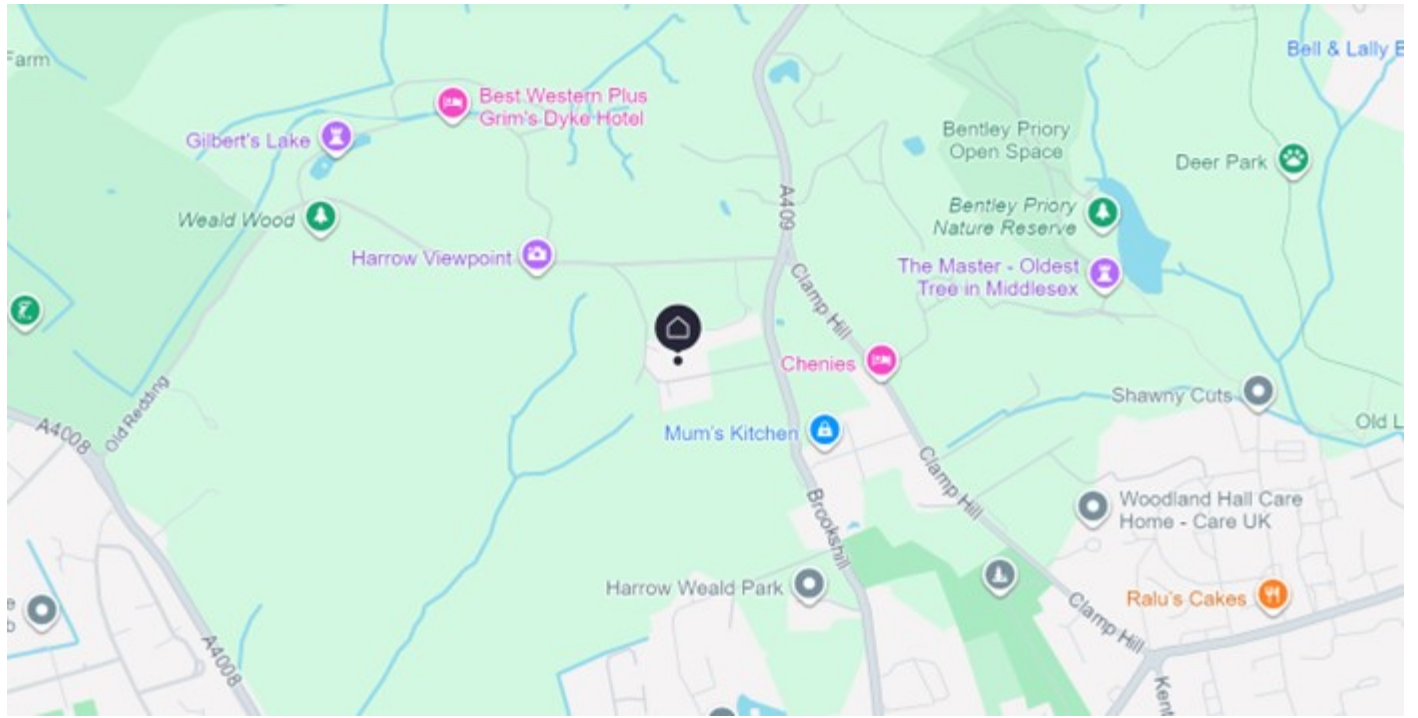 Farm
Bell & Lally B
Best Western Plus
Grim's Dyke Hotel
Gilbert's Lake
Bentley Priory
Open Space
Deer Park
Weald Wood
A409
Bentley Priory
Nature Reserve
Harrow Viewpoint
The Master - Oldest
Tree in Middlesex
Clamp Hill
Chenies
Shawny Cuts
Old Redding
A4008
Mum's Kitchen
Old L
Clamp Hill
Brookshill
Woodland Hall Care
Home - Care UK
Harrow Weald Park
Ralu's Cakes
Clamp Hill
A4008
Kent